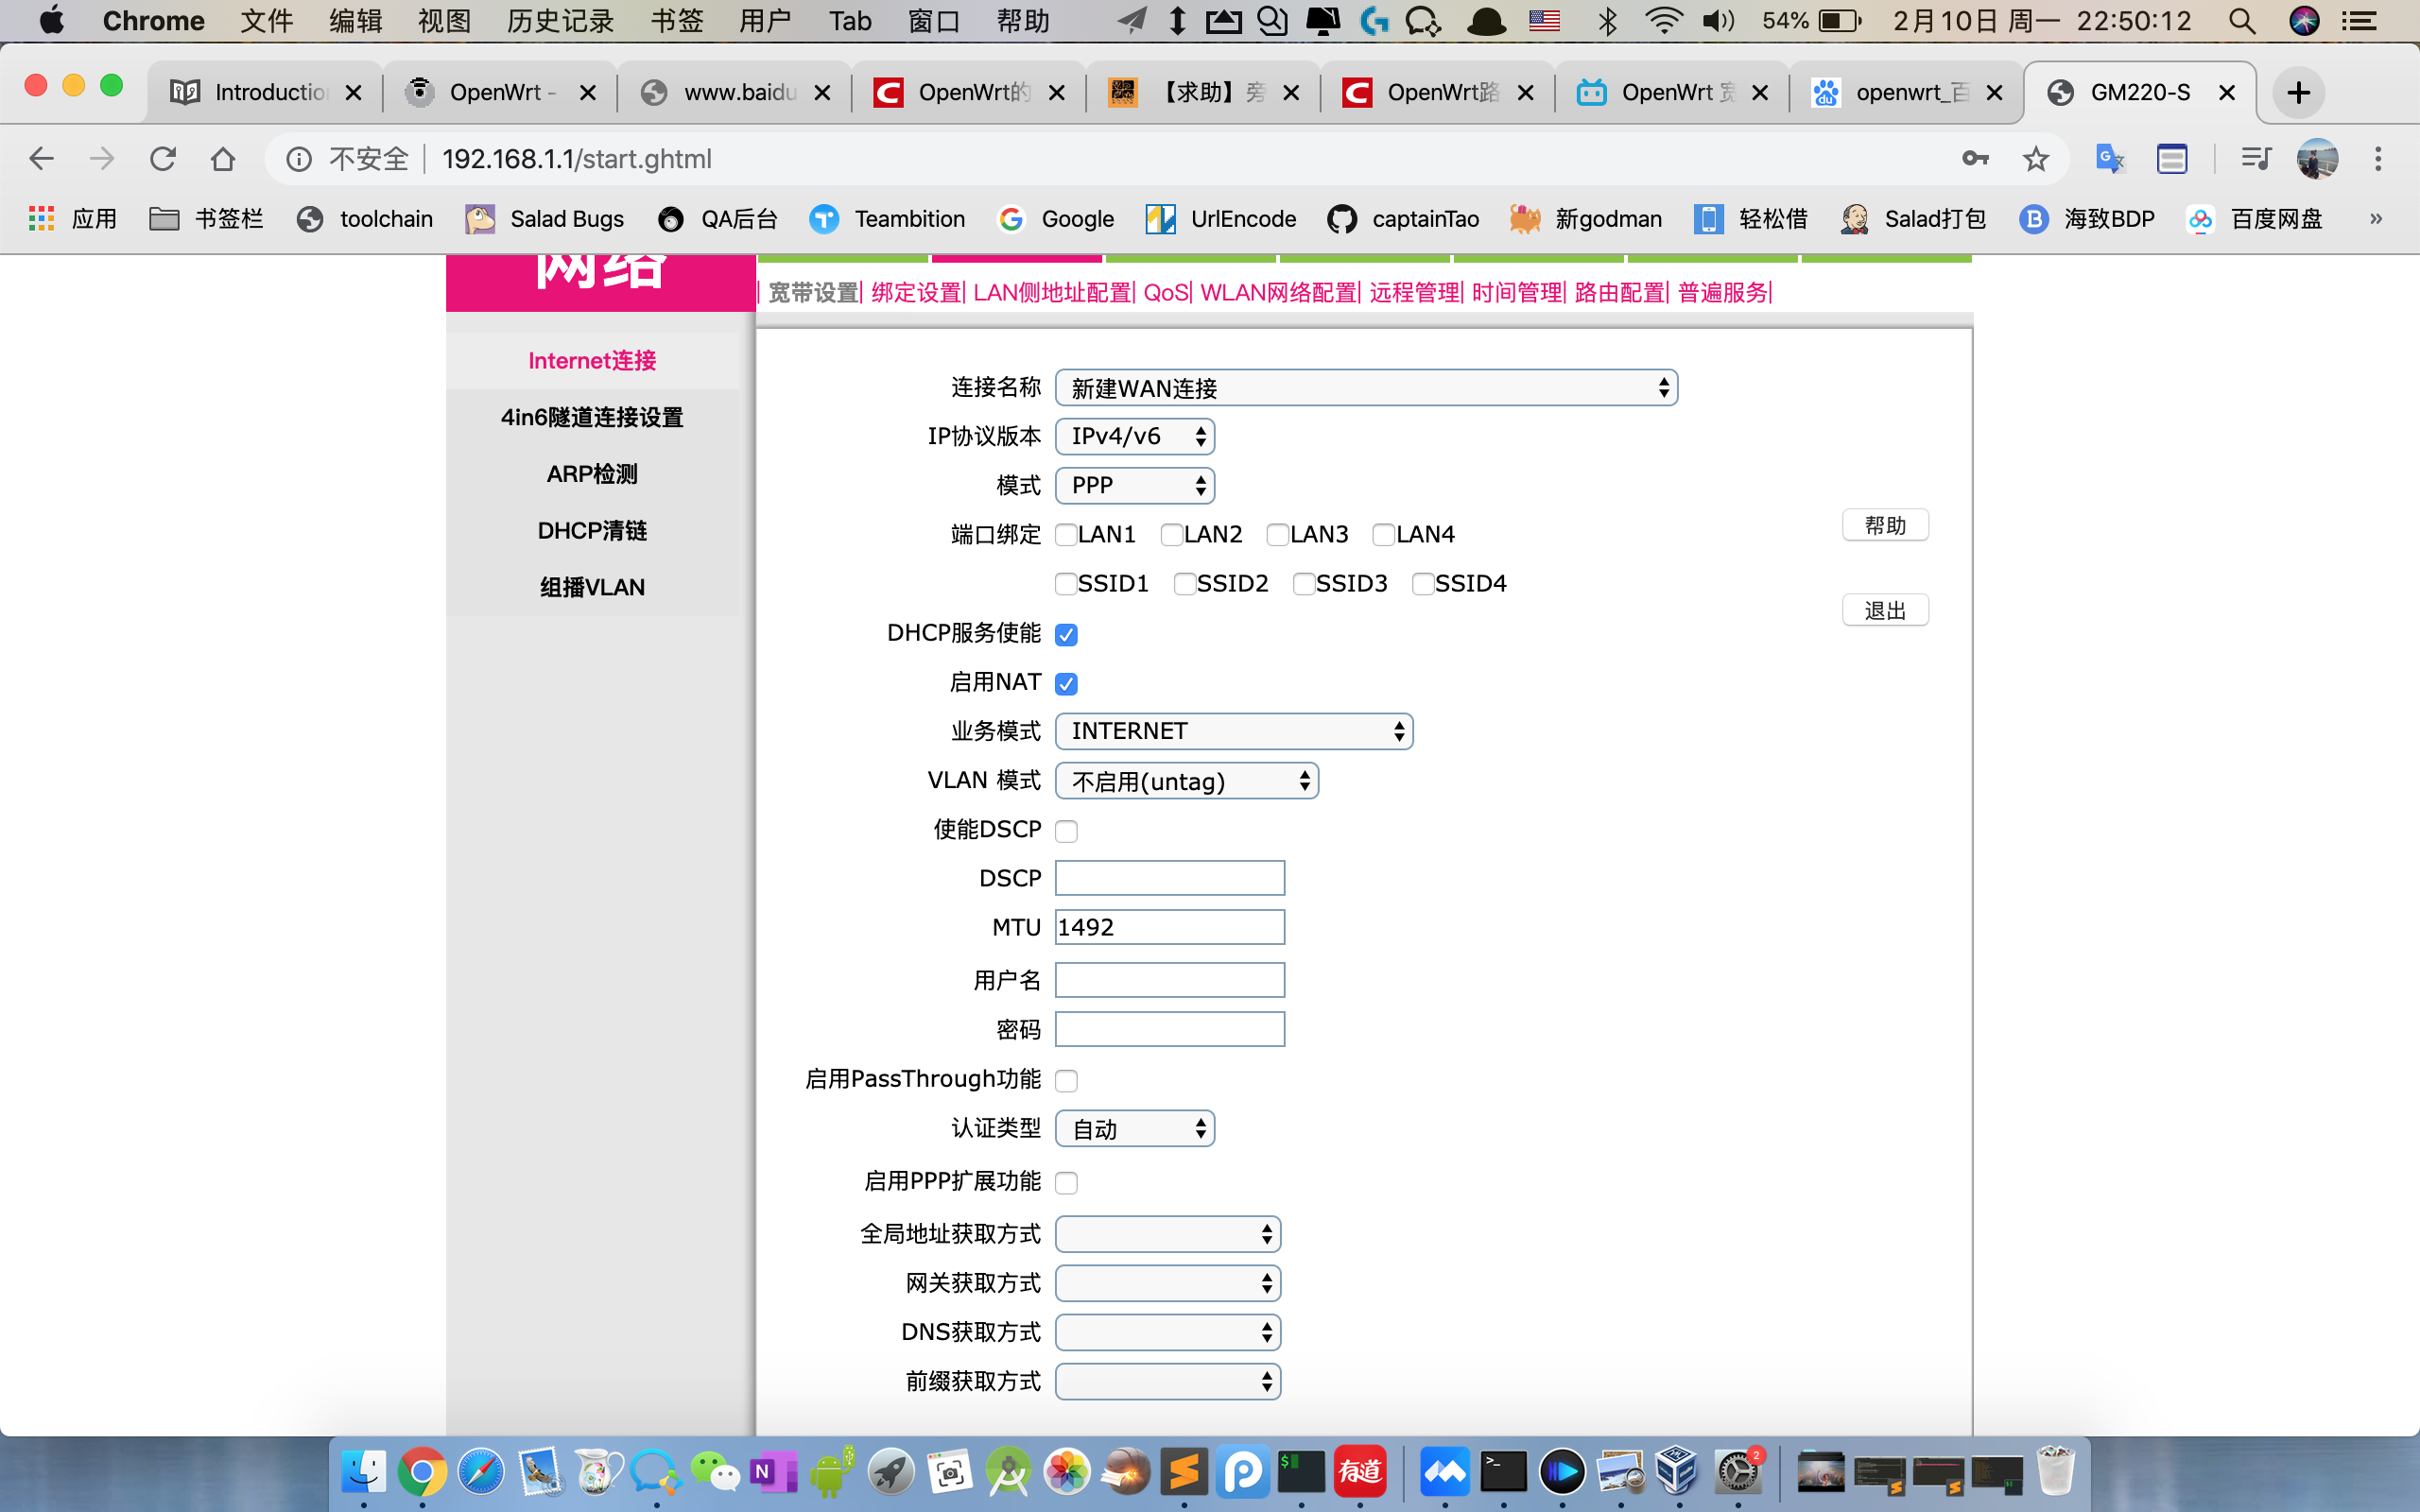 Chrome 文件 编辑 视图 历史记录 书签 用户 Tab 窗口 帮助 54% 2月10日 周一 22:50:12
Introduction OpenWrt - www.baidu OpenWrt的 【求助】旁 OpenWrt路 OpenWrt 宽 openwrt_百 GM220-S
不安全 192.168.1.1/start.ghtml
应用 书签栏 toolchain Salad Bugs QA后台 Teambition Google UrlEncode captainTao 新godman 轻松借 Salad打包 海致BDP 百度网盘 »
网络
| 宽带设置| 绑定设置| LAN侧地址配置| QoS| WLAN网络配置| 远程管理| 时间管理| 路由配置| 普遍服务|
Internet连接
4in6隧道连接设置
ARP检测
DHCP清链
组播VLAN
连接名称 新建WAN连接
IP协议版本 IPv4/v6
模式 PPP
端口绑定 LAN1 LAN2 LAN3 LAN4
SSID1 SSID2 SSID3 SSID4
帮助
退出
DHCP服务使能
启用NAT
业务模式 INTERNET
VLAN 模式 不启用(untag)
使能DSCP
DSCP
MTU 1492
用户名
密码
启用PassThrough功能
认证类型 自动
启用PPP扩展功能
全局地址获取方式
网关获取方式
DNS获取方式
前缀获取方式
有道
2